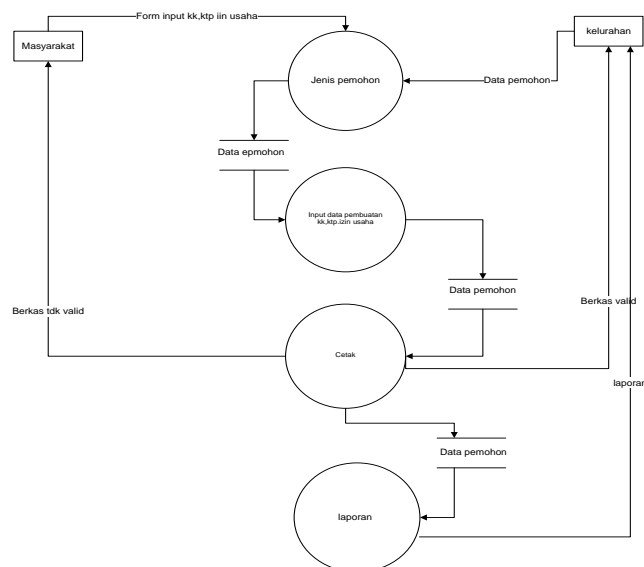 Form input kk,ktp iin usaha
Masyarakat
kelurahan
Jenis pemohon
Data pemohon
Data epmohon
Input data pembuatan
kk,ktp.izin usaha
Data pemohon
Berkas tdk valid
Berkas valid
Cetak
laporan
Data pemohon
laporan